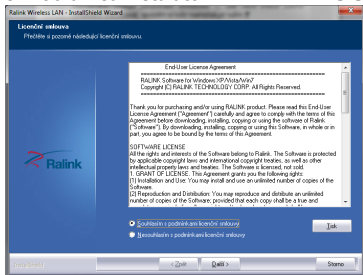 Ralink Wireless LAN - InstallShield Wizard
Licenční smlouva
Přečtěte si pozorně následující licenční smlouvu.
End-User License Agreement
RALINK Software for Windows XP/Vista/Win7
Copyright (C) RALINK TECHNOLOGY CORP. All Rights Reserved.
Thank you for purchasing and/or using RALINK product. Please read this End-User
License Agreement ("Agreement") carefully and agree to comply with the terms of this
Agreement before downloading, installing, copying or using the software of Ralink
("Software"). By downloading, installing, copying or using this Software, in whole or in
part, you agree to be bound by the terms of this Agreement.
SOFTWARE LICENSE
All the rights and interests of the Software belong to Ralink. The Software is protected
by applicable copyright laws and international copyright treaties, as well as other
intellectual property laws and treaties. The Software is licensed, not sold.
1. GRANT OF LICENSE. This Agreement grants you the following rights:
(1) Installation and Use: You may install and use an unlimited number of copies of the
Software.
(2) Reproduction and Distribution: You may reproduce and distribute an unlimited
number of copies of the Software; provided that each copy shall be a true and
Ralink
Souhlasím s podmínkami licenční smlouvy
Nesouhlasím s podmínkami licenční smlouvy
Tisk
InstallShield
< Zpět
Další >
Storno